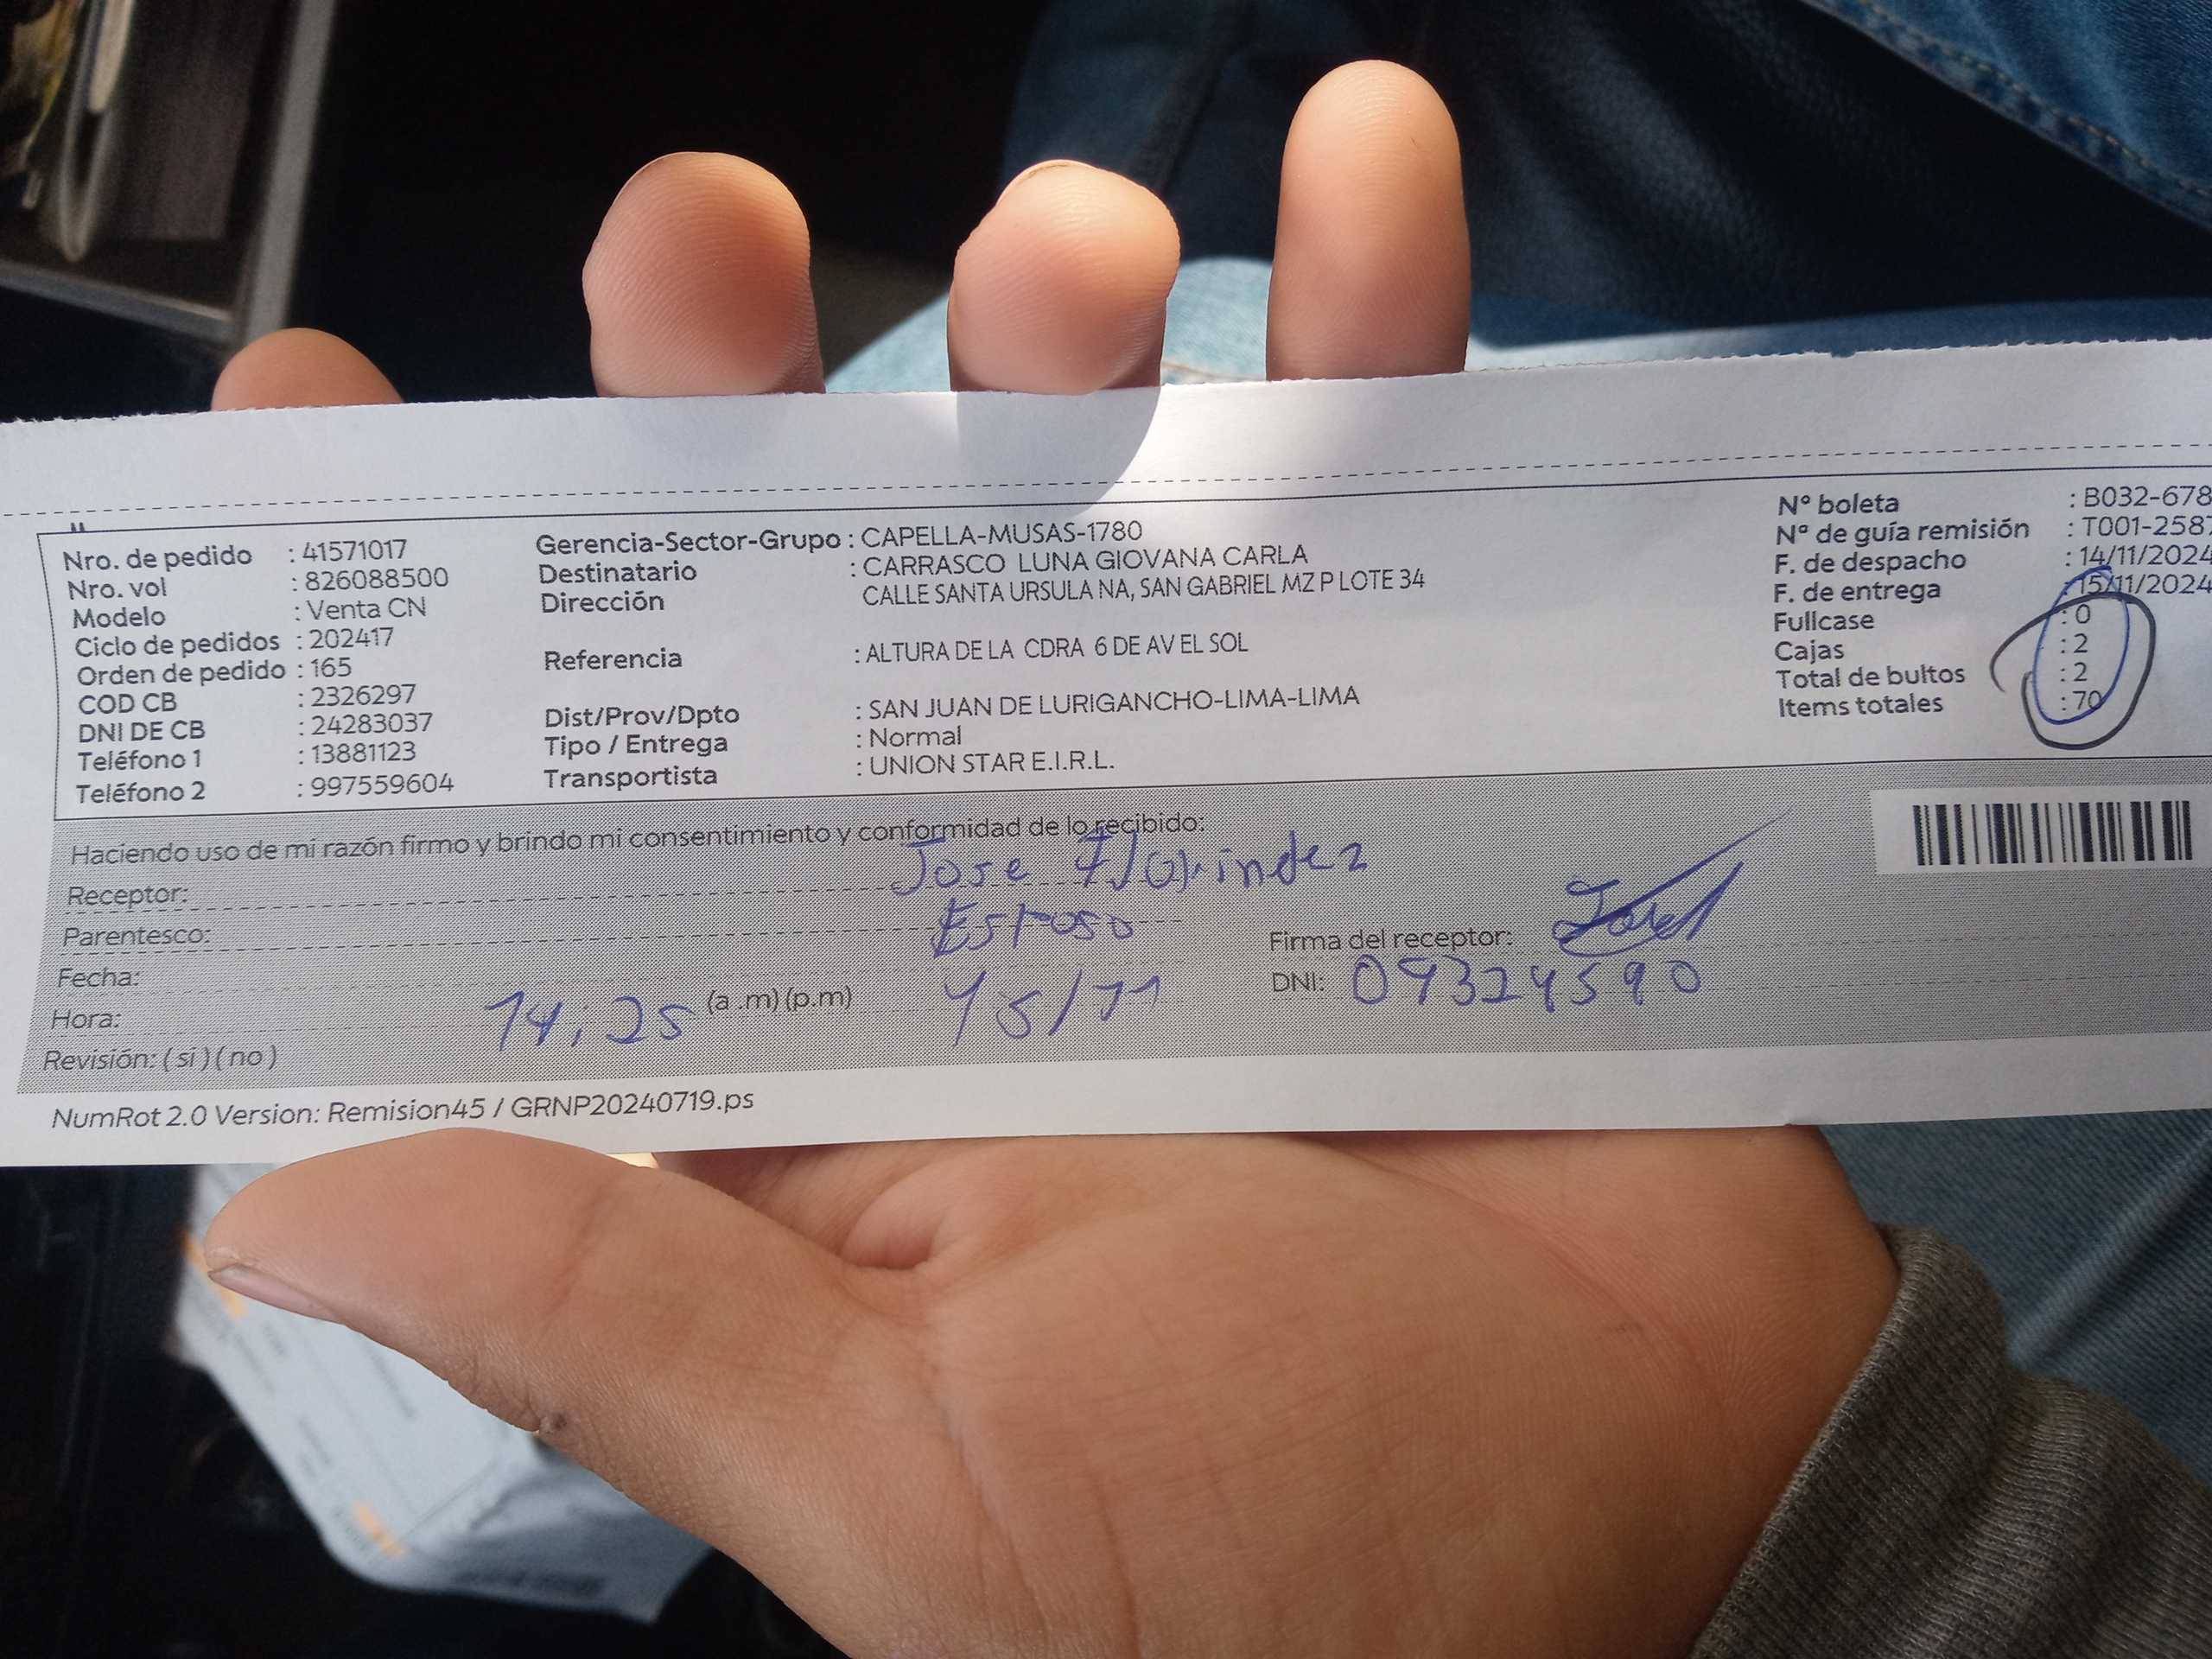 Nro. de pedido : 41571017
Nro. vol : 826088500
Modelo : Venta CN
Ciclo de pedidos : 202417
Orden de pedido : 165
COD CB : 2326297
DNI DE CB : 24283037
Teléfono 1 : 13881123
Teléfono 2 : 997559604
Gerencia-Sector-Grupo : CAPELLA-MUSAS-1780
Destinatario : CARRASCO LUNA GIOVANA CARLA
Dirección CALLE SANTA URSULA NA, SAN GABRIEL MZ P LOTE 34
Referencia : ALTURA DE LA CDRA 6 DE AV EL SOL
Dist/Prov/Dpto : SAN JUAN DE LURIGANCHO-LIMA-LIMA
Tipo / Entrega : Normal
Transportista : UNION STAR E.I.R.L.
Nº boleta : B032-678
Nº de guía remisión : T001-258
F. de despacho : 14/11/2024
F. de entrega : 15/11/2024
Fullcase : 0
Cajas : 2
Total de bultos : 2
Items totales : 70
Haciendo uso de mi razón firmo y brindo mi consentimiento y conformidad de lo recibido:
Receptor: Jose
Parentesco: Esposo
Firma del receptor:
Fecha: 15/11
DNI: 09324590
Hora: 14:25 (a.m) (p.m)
Revisión: ( si ) ( no )
NumRot 2.0 Version: Remision45 / GRNP20240719.ps